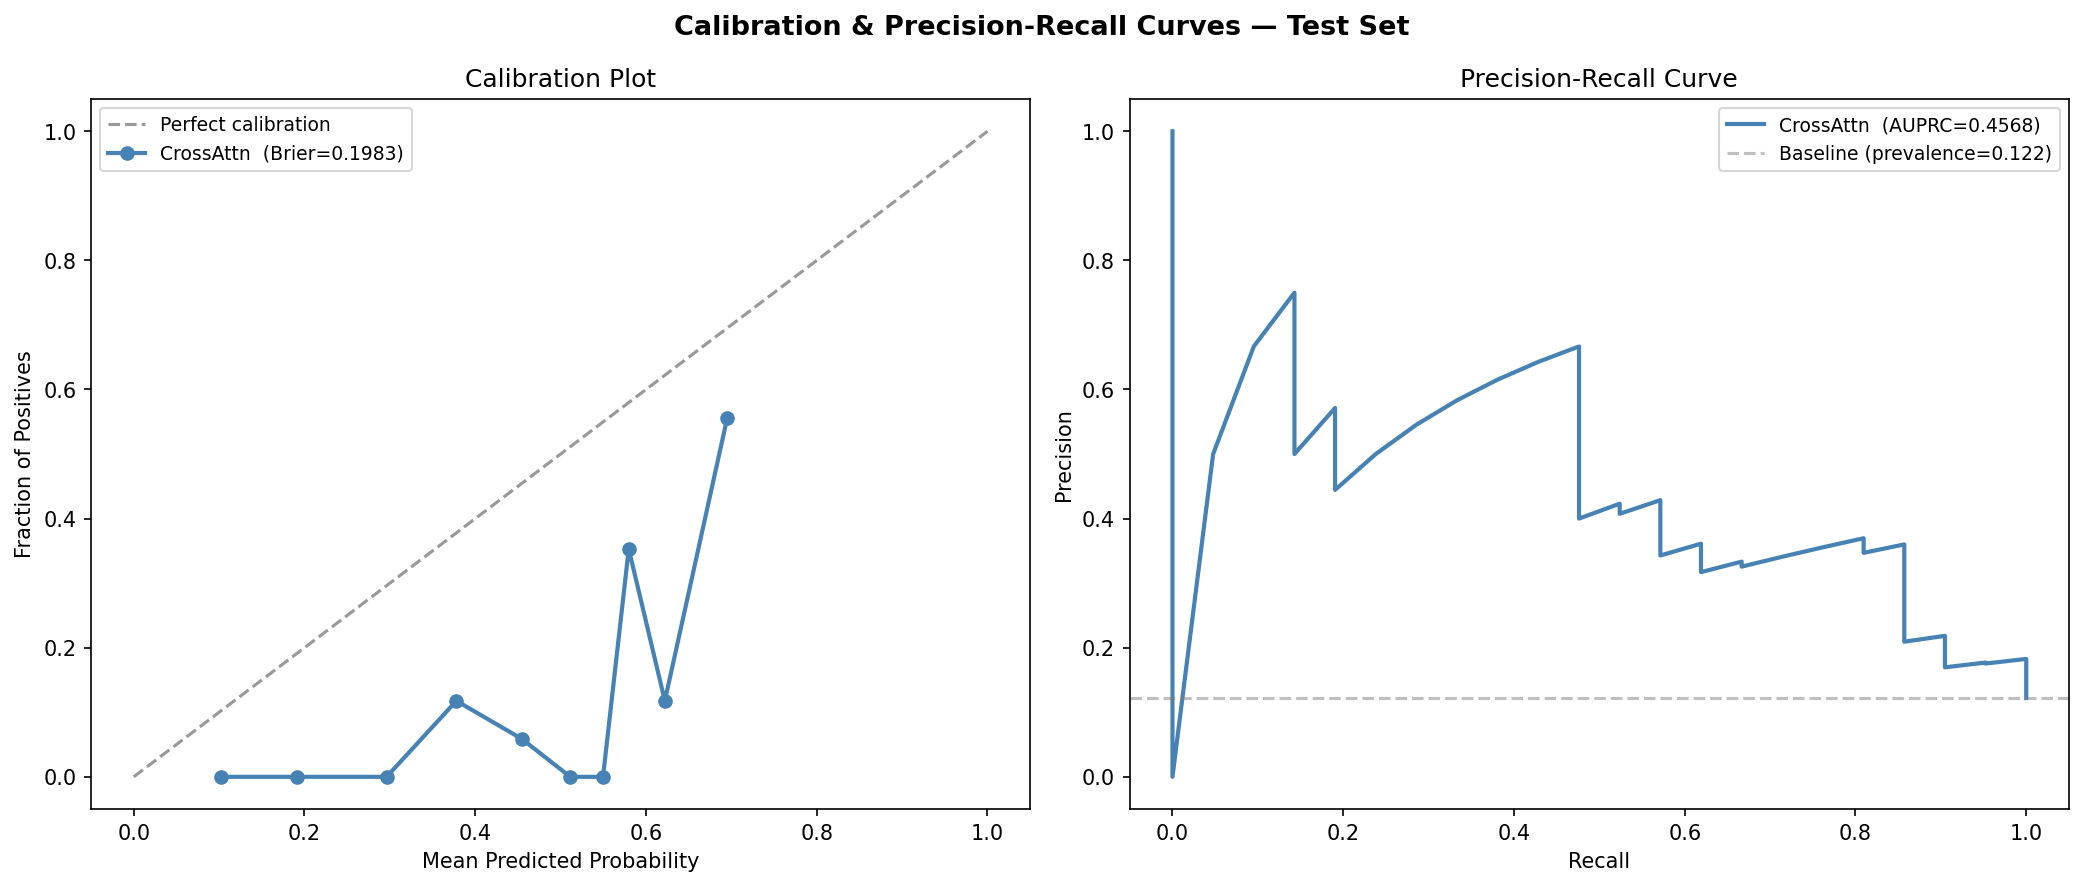 Calibration & Precision-Recall Curves — Test Set
Calibration Plot
Perfect calibration
CrossAttn (Brier=0.1983)
Fraction of Positives
1.0
0.8
0.6
0.4
0.2
0.0
0.0 0.2 0.4 0.6 0.8 1.0
Mean Predicted Probability
Precision-Recall Curve
CrossAttn (AUPRC=0.4568)
Baseline (prevalence=0.122)
Precision
1.0
0.8
0.6
0.4
0.2
0.0
0.0 0.2 0.4 0.6 0.8 1.0
Recall